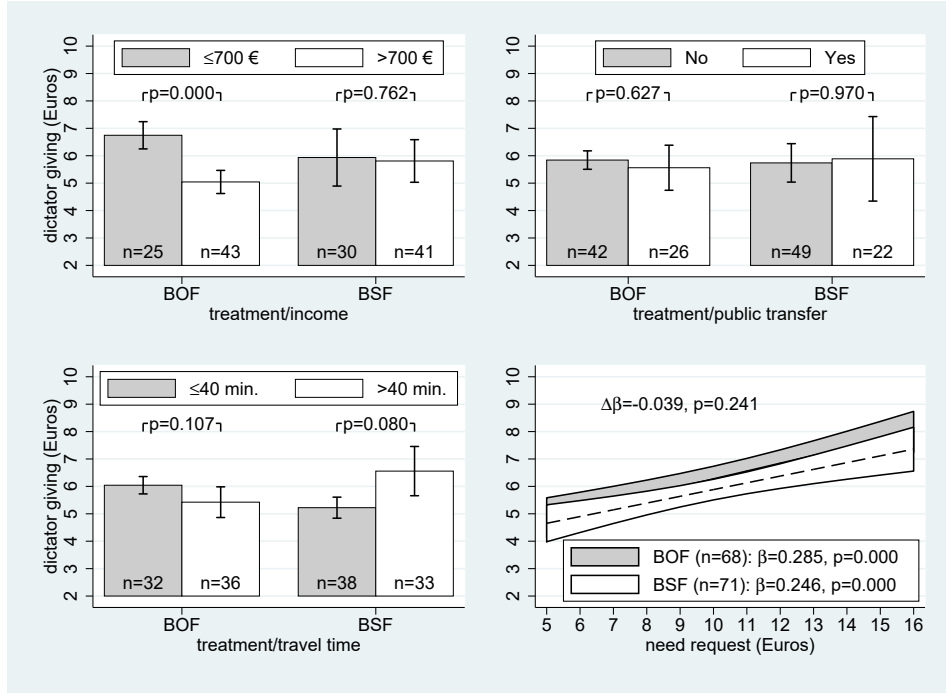 dictator giving (Euros)
10
9
8
7
6
5
4
3
2
≤700 € >700 €
p=0.000 p=0.762
n=25 n=43 n=30 n=41
BOF BSF
treatment/income
10
9
8
7
6
5
4
3
2
No Yes
p=0.627 p=0.970
n=42 n=26 n=49 n=22
BOF BSF
treatment/public transfer
dictator giving (Euros)
10
9
8
7
6
5
4
3
2
≤40 min. >40 min.
p=0.107 p=0.080
n=32 n=36 n=38 n=33
BOF BSF
treatment/travel time
10
9
8
7
6
5
4
3
2
Δβ=-0.039, p=0.241
BOF (n=68): β=0.285, p=0.000
BSF (n=71): β=0.246, p=0.000
5 6 7 8 9 10 11 12 13 14 15 16
need request (Euros)